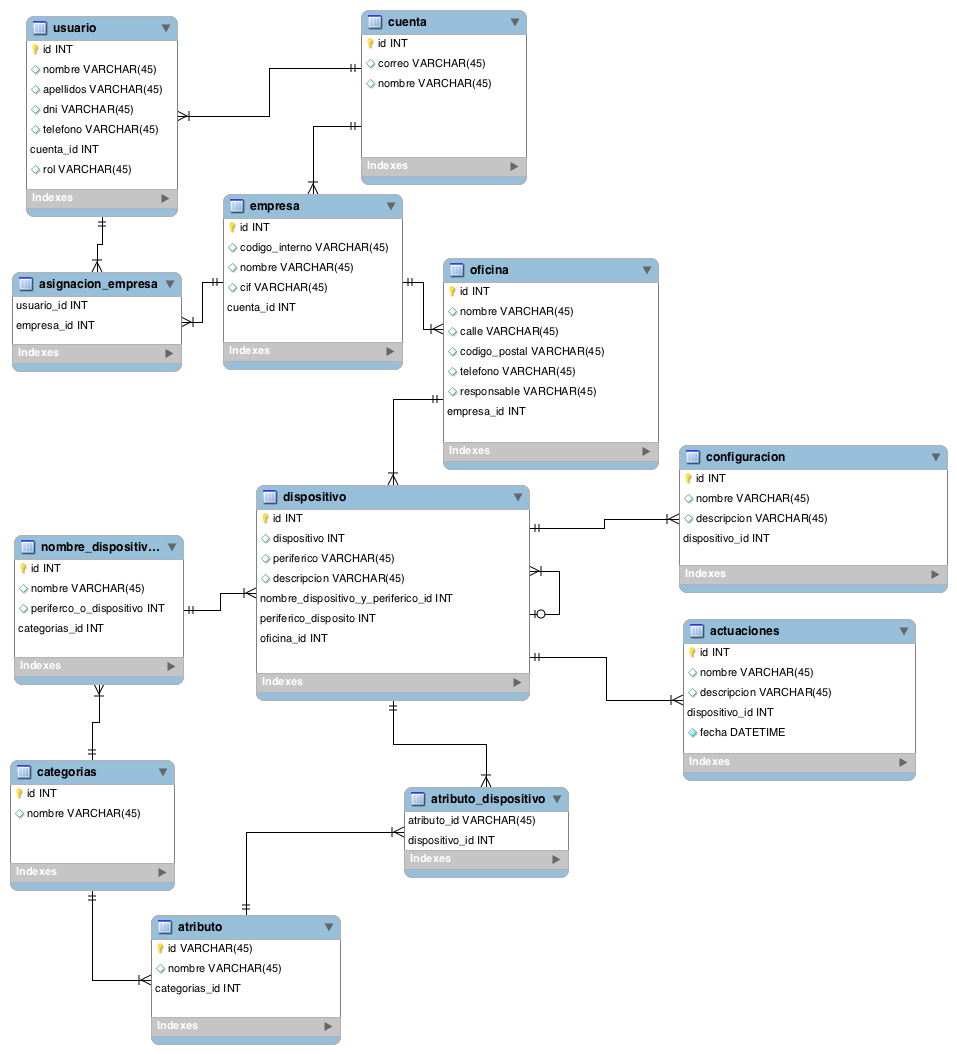 usuario
id INT
nombre VARCHAR(45)
apellidos VARCHAR(45)
dni VARCHAR(45)
telefono VARCHAR(45)
cuenta_id INT
rol VARCHAR(45)
Indexes
cuenta
id INT
correo VARCHAR(45)
nombre VARCHAR(45)
Indexes
empresa
id INT
codigo_interno VARCHAR(45)
nombre VARCHAR(45)
cif VARCHAR(45)
cuenta_id INT
Indexes
asignacion_empresa
usuario_id INT
empresa_id INT
Indexes
oficina
id INT
nombre VARCHAR(45)
calle VARCHAR(45)
codigo_postal VARCHAR(45)
telefono VARCHAR(45)
responsable VARCHAR(45)
empresa_id INT
Indexes
configuracion
id INT
nombre VARCHAR(45)
descripcion VARCHAR(45)
dispositivo_id INT
Indexes
dispositivo
id INT
dispositivo INT
periferico VARCHAR(45)
descripcion VARCHAR(45)
nombre_dispositivo_y_periferico_id INT
periferico_disposito INT
oficina_id INT
Indexes
nombre_dispositiv...
id INT
nombre VARCHAR(45)
periferco_o_dispositivo INT
categorias_id INT
Indexes
actuaciones
id INT
nombre VARCHAR(45)
descripcion VARCHAR(45)
dispositivo_id INT
fecha DATETIME
Indexes
categorias
id INT
nombre VARCHAR(45)
Indexes
atributo_dispositivo
atributo_id VARCHAR(45)
dispositivo_id INT
Indexes
atributo
id VARCHAR(45)
nombre VARCHAR(45)
categorias_id INT
Indexes